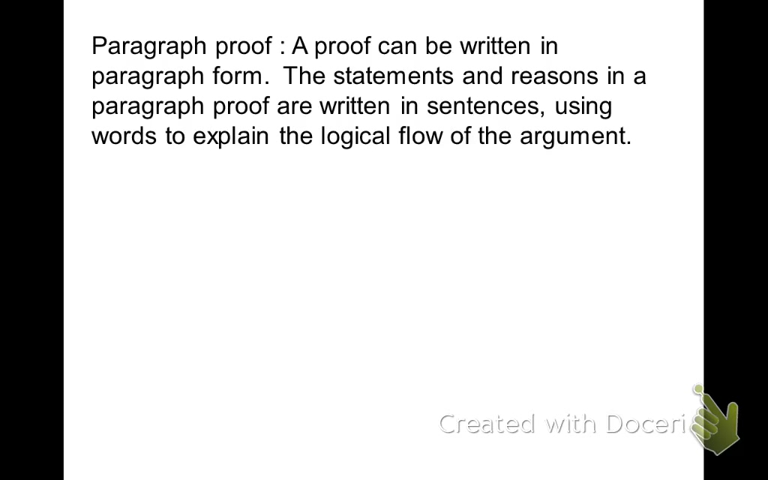 Paragraph proof : A proof can be written in
paragraph form.  The statements and reasons in a
paragraph proof are written in sentences, using
words to explain the logical flow of the argument.
Created with Doceri